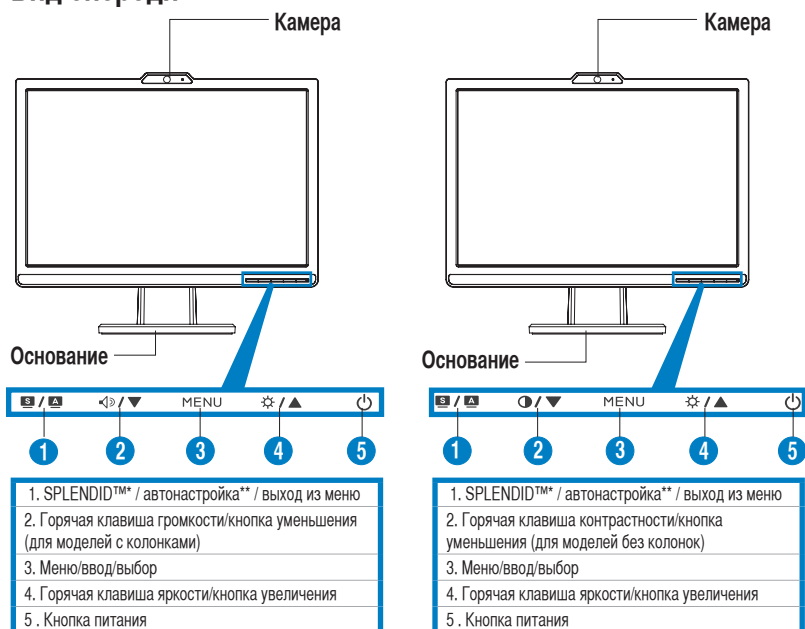 Вид спереди
Камера
Основание
S / A / ▼ MENU / ▲
1 2 3 4 5
1. SPLENDID™* / автонастройка** / выход из меню
2. Горячая клавиша громкости/кнопка уменьшения
(для моделей с колонками)
3. Меню/ввод/выбор
4. Горячая клавиша яркости/кнопка увеличения
5 . Кнопка питания
Камера
Основание
S / A / ▼ MENU / ▲
1 2 3 4 5
1. SPLENDID™* / автонастройка** / выход из меню
2. Горячая клавиша контрастности/кнопка
уменьшения (для моделей без колонок)
3. Меню/ввод/выбор
4. Горячая клавиша яркости/кнопка увеличения
5 . Кнопка питания